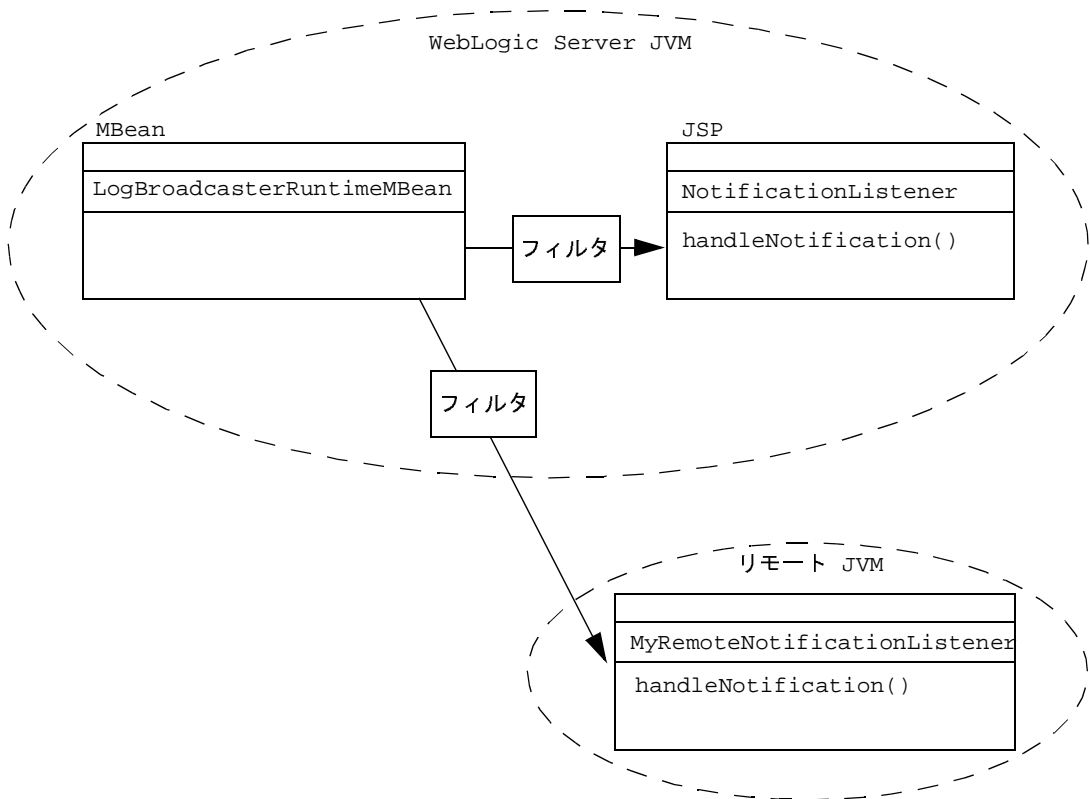 WebLogic Server JVM
MBean
JSP
LogBroadcasterRuntimeMBean
NotificationListener
フィルタ
handleNotification()
フィルタ
リモート JVM
MyRemoteNotificationListener
handleNotification()